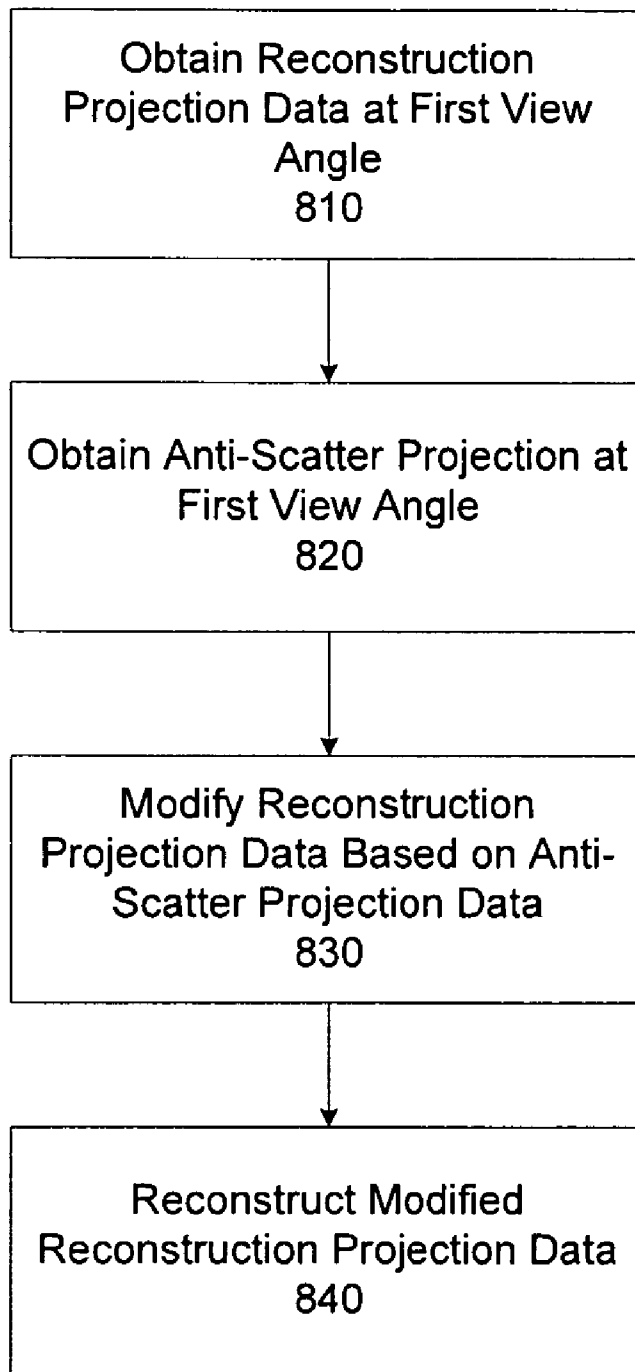 Obtain Reconstruction
Projection Data at First View
Angle
810
Obtain Anti-Scatter Projection at
First View Angle
820
Modify Reconstruction
Projection Data Based on Anti-
Scatter Projection Data
830
Reconstruct Modified
Reconstruction Projection Data
840